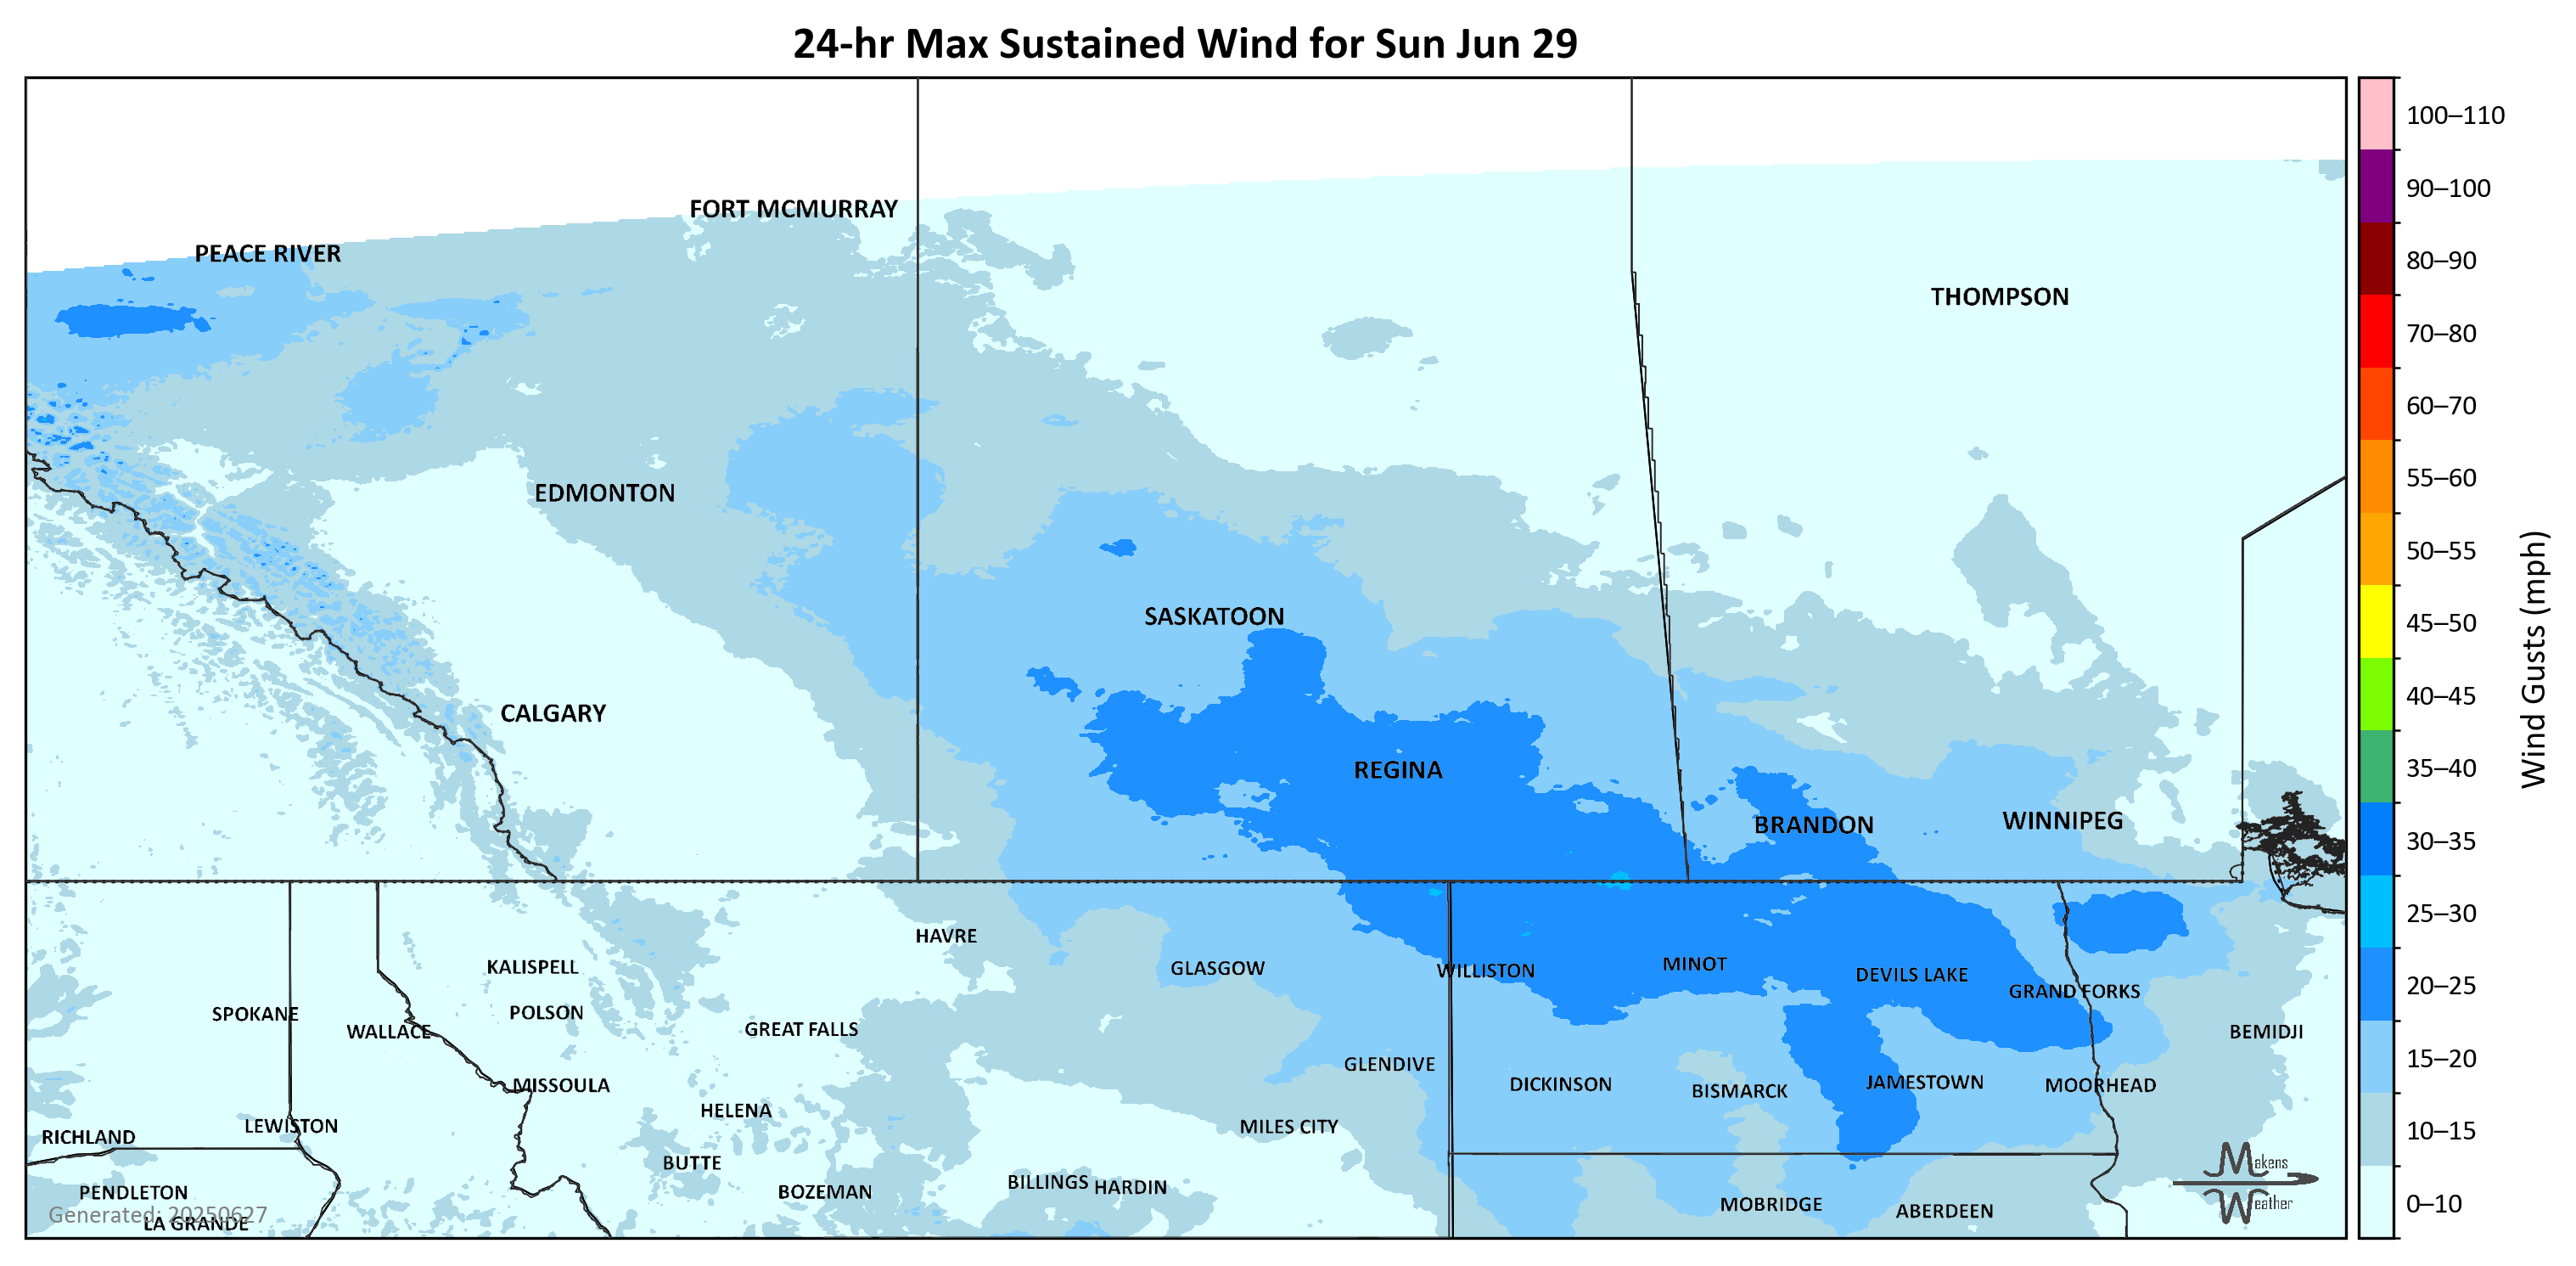 24-hr Max Sustained Wind for Sun Jun 29
100–110
90–100
80–90
70–80
60–70
55–60
50–55
45–50
40–45
35–40
30–35
25–30
20–25
15–20
10–15
0–10
Wind Gusts (mph)
FORT MCMURRAY
PEACE RIVER
THOMPSON
EDMONTON
SASKATOON
CALGARY
REGINA
BRANDON
WINNIPEG
HAVRE
KALISPELL
GLASGOW
WILLISTON
MINOT
DEVILS LAKE
GRAND FORKS
SPOKANE
POLSON
WALLACE
GREAT FALLS
BEMIDJI
GLENDIVE
MISSOULA
DICKINSON
BISMARCK
JAMESTOWN
MOORHEAD
HELENA
LEWISTON
MILES CITY
RICHLAND
BUTTE
PENDLETON
BOZEMAN
BILLINGS
HARDIN
MOBRIDGE
ABERDEEN
Generated: 20250627
LA GRANDE
Makens
Weather